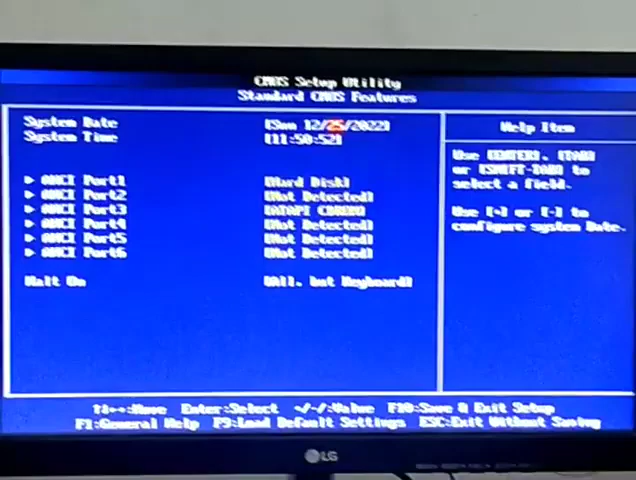 CMOS Setup Utility
Standard CMOS Features
System Date [Sun 12/25/2022]
System Time [11:50:52]
Help Item
Use [ENTER], [TAB]
or [SHIFT-TAB] to
select a field.
Use [+] or [-] to
configure system Date.
▶ AHCI Port1 [Hard Disk]
▶ AHCI Port2 [Not Detected]
▶ AHCI Port3 [ATAPI CDROM]
▶ AHCI Port4 [Not Detected]
▶ AHCI Port5 [Not Detected]
▶ AHCI Port6 [Not Detected]
Halt On [All, but Keyboard]
↑↓←→:Move Enter:Select +/-/:Value F10:Save & Exit Setup
F1:General Help F9:Load Default Settings ESC:Exit Without Saving
LG